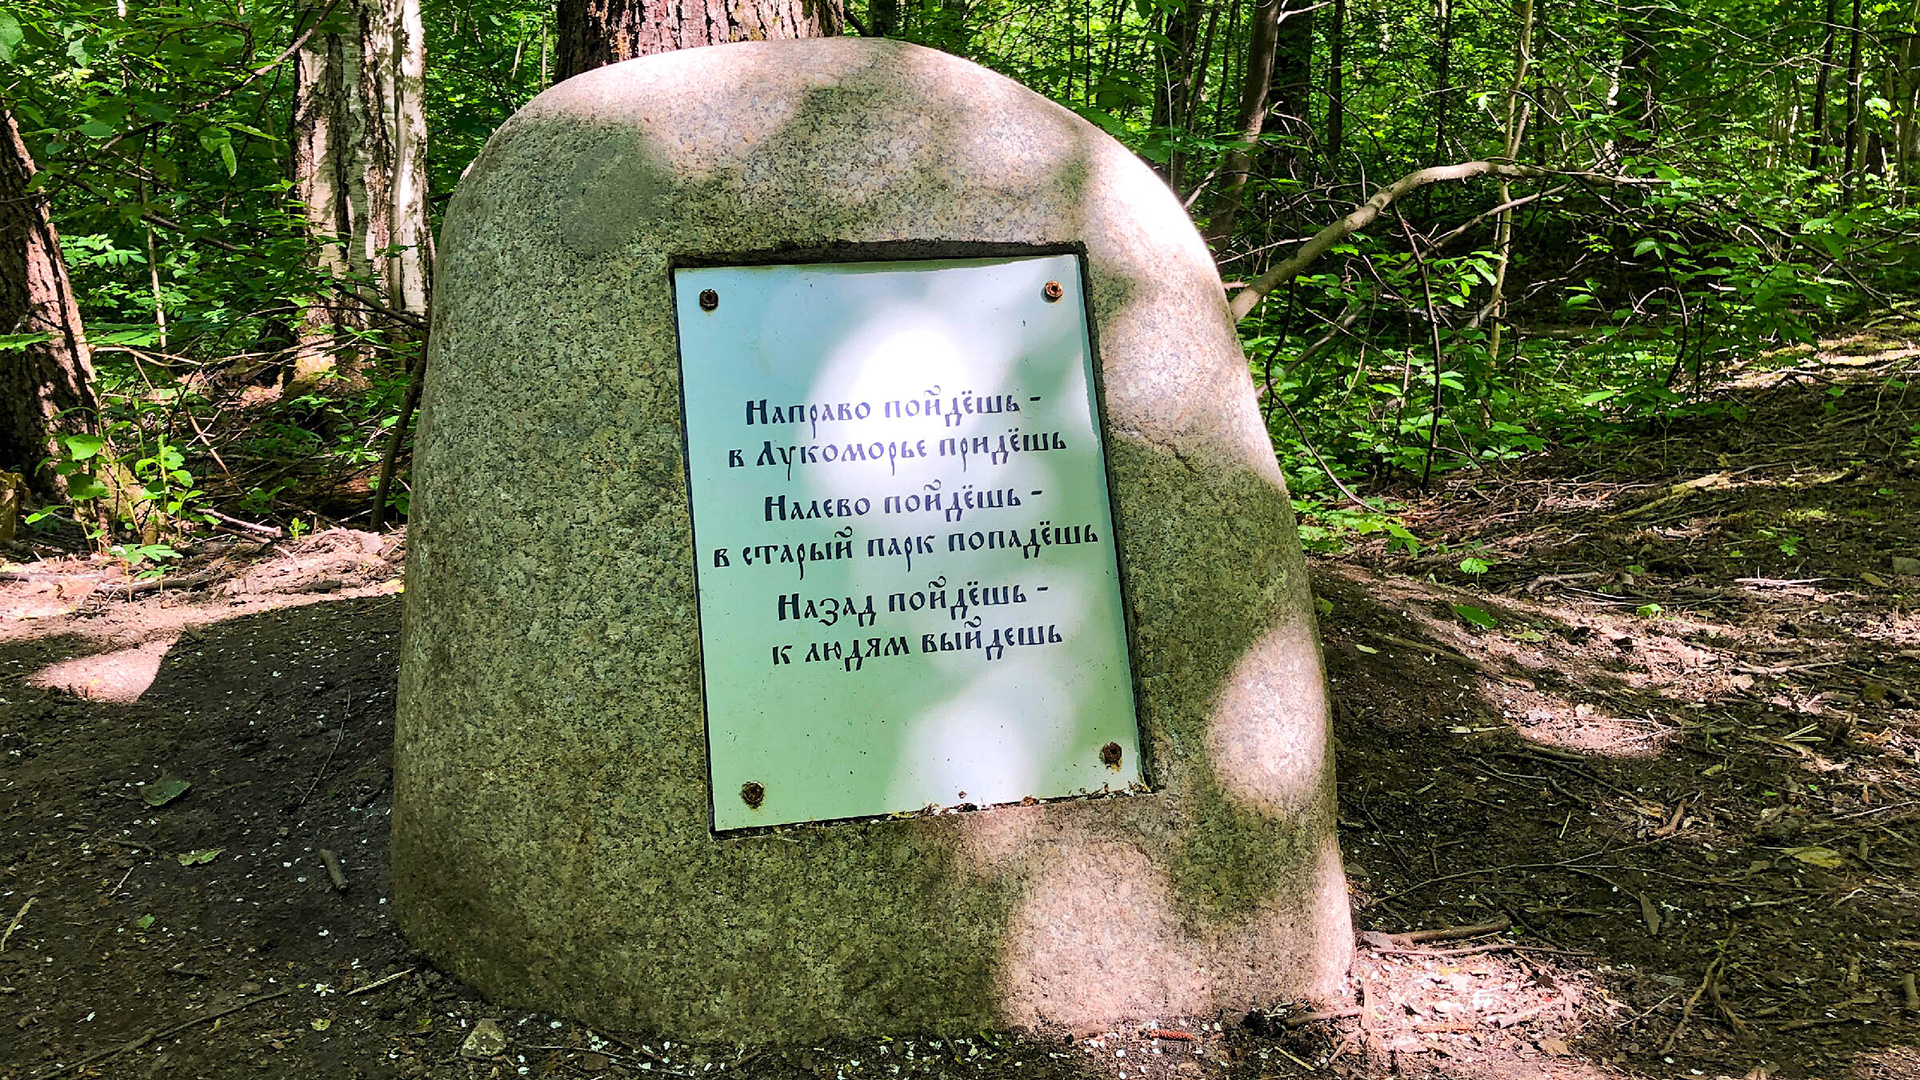 Направо пойдёшь -
в Лукоморье придёшь
Налево пойдёшь -
в старый парк попадёшь
Назад пойдёшь -
к людям выйдешь